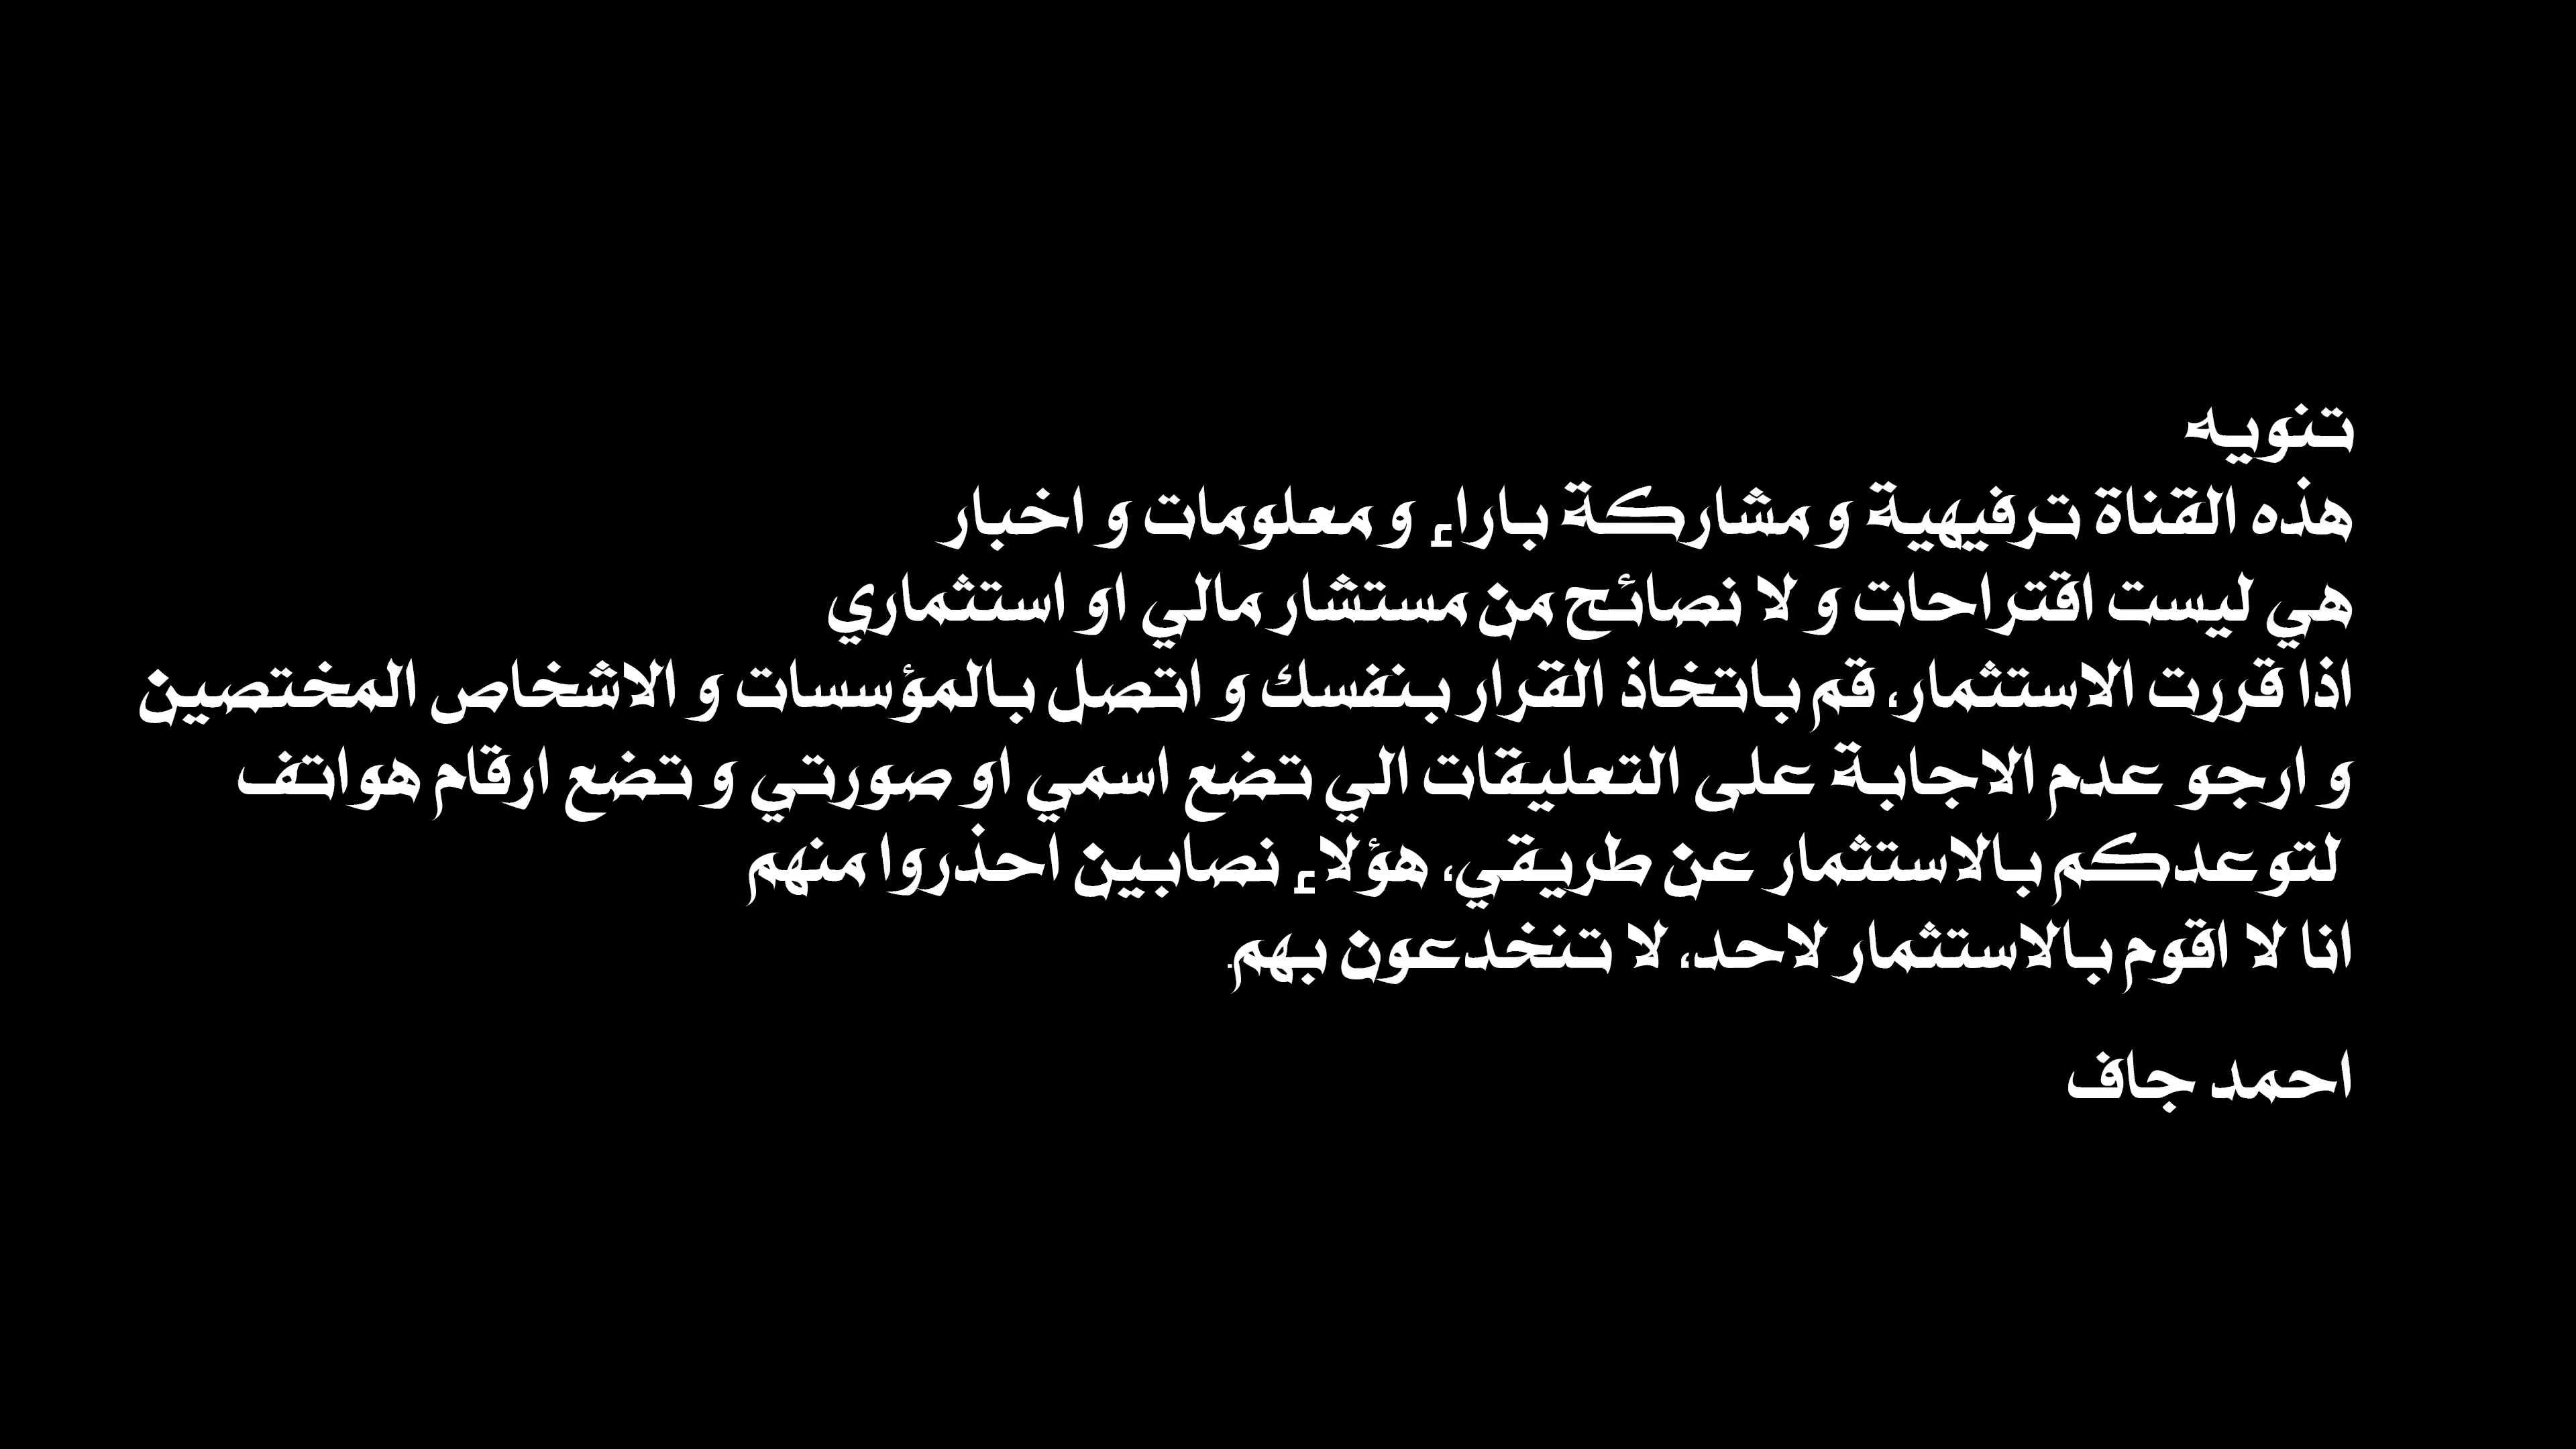 تنويه
هذه القناة ترفيهية و مشاركة باراء و معلومات و اخبار
هي ليست اقتراحات و لا نصائح من مستشار مالي او استثماري
اذا قررت الاستثمار، قم باتخاذ القرار بنفسك و اتصل بالمؤسسات و الاشخاص المختصين
و ارجو عدم الاجابة على التعليقات الي تضع اسمي او صورتي و تضع ارقام هواتف
لتوعدكم بالاستثمار عن طريقي، هؤلاء نصابين احذروا منهم
انا لا اقوم بالاستثمار لاحد، لا تنخدعون بهم.
احمد جاف